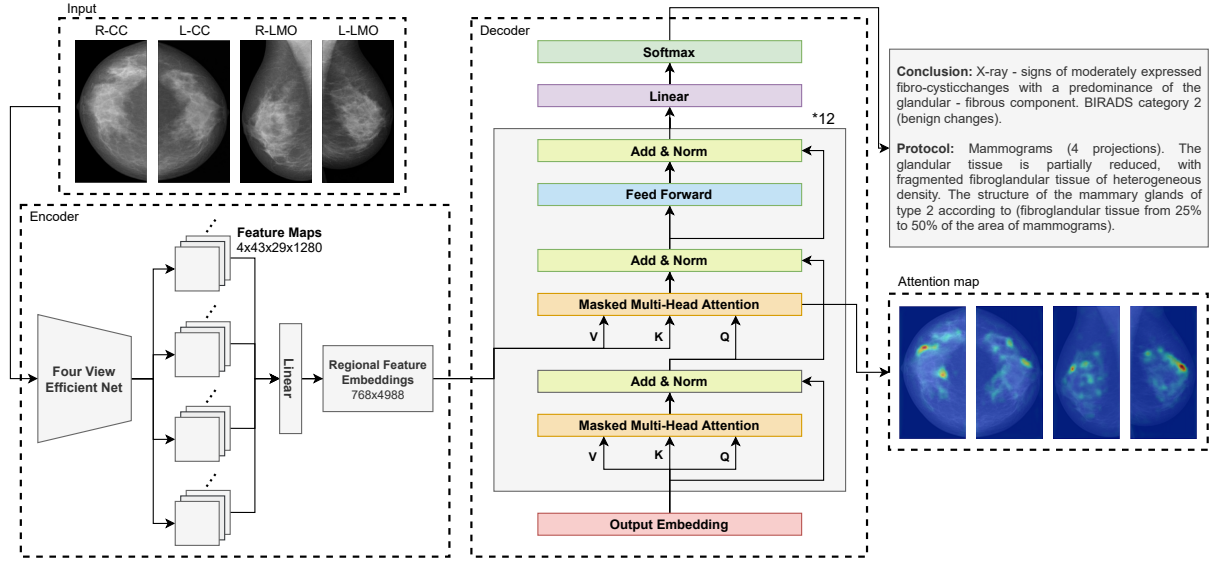 Input
R-CC
L-CC
R-LMO
L-LMO
Encoder
Feature Maps
4x43x29x1280
Four View
Efficient Net
Linear
Regional Feature
Embeddings
768x4988
Decoder
Softmax
Linear
*12
Add & Norm
Feed Forward
Add & Norm
Masked Multi-Head Attention
V
K
Q
Add & Norm
Masked Multi-Head Attention
V
K
Q
Output Embedding
Conclusion: X-ray - signs of moderately expressed
fibro-cysticchanges with a predominance of the
glandular - fibrous component. BIRADS category 2
(benign changes).
Protocol: Mammograms (4 projections). The
glandular tissue is partially reduced, with
fragmented fibroglandular tissue of heterogeneous
density. The structure of the mammary glands of
type 2 according to (fibroglandular tissue from 25%
to 50% of the area of mammograms).
Attention map